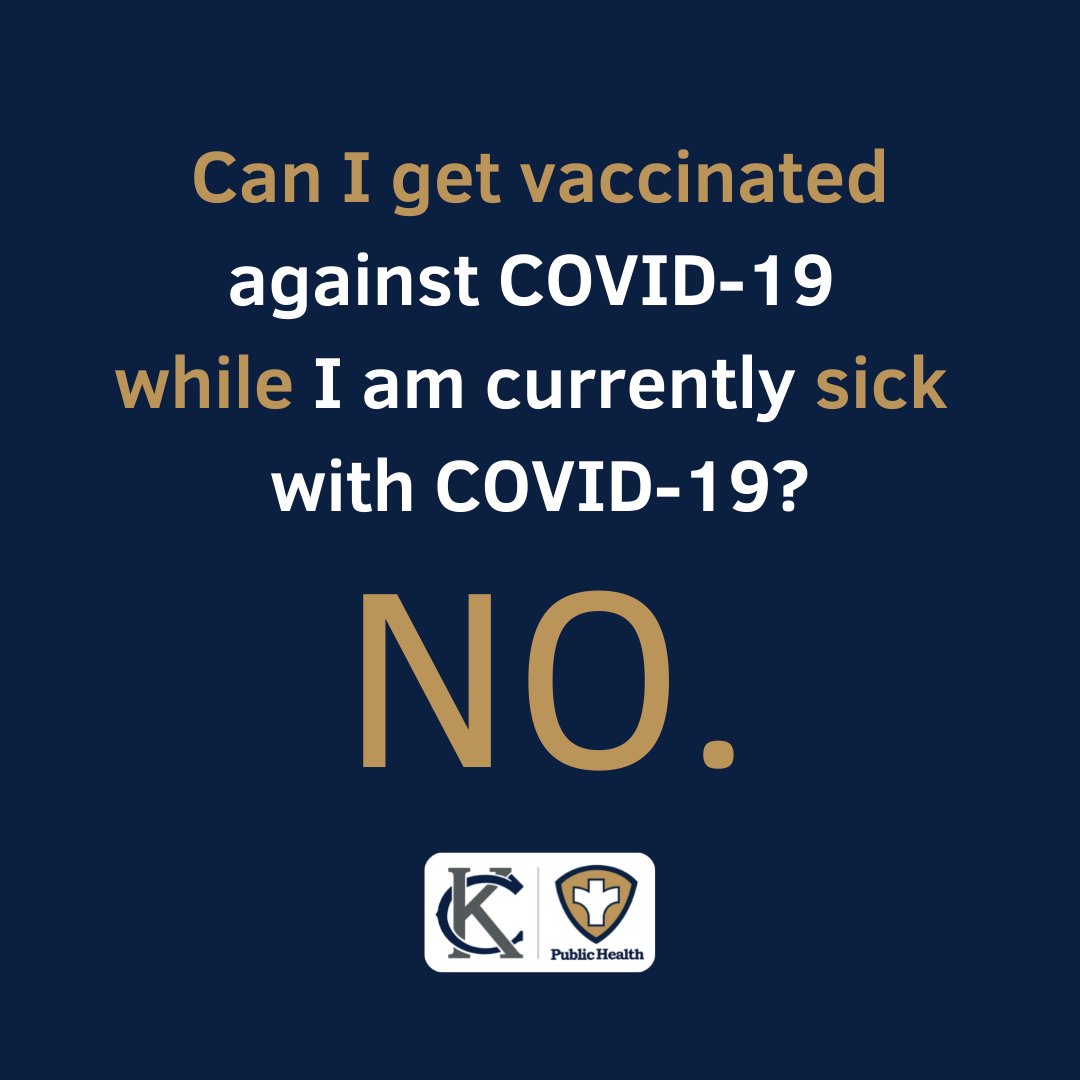 Can I get vaccinated
against COVID-19
while I am currently sick
with COVID-19?
NO.
KC
Public Health